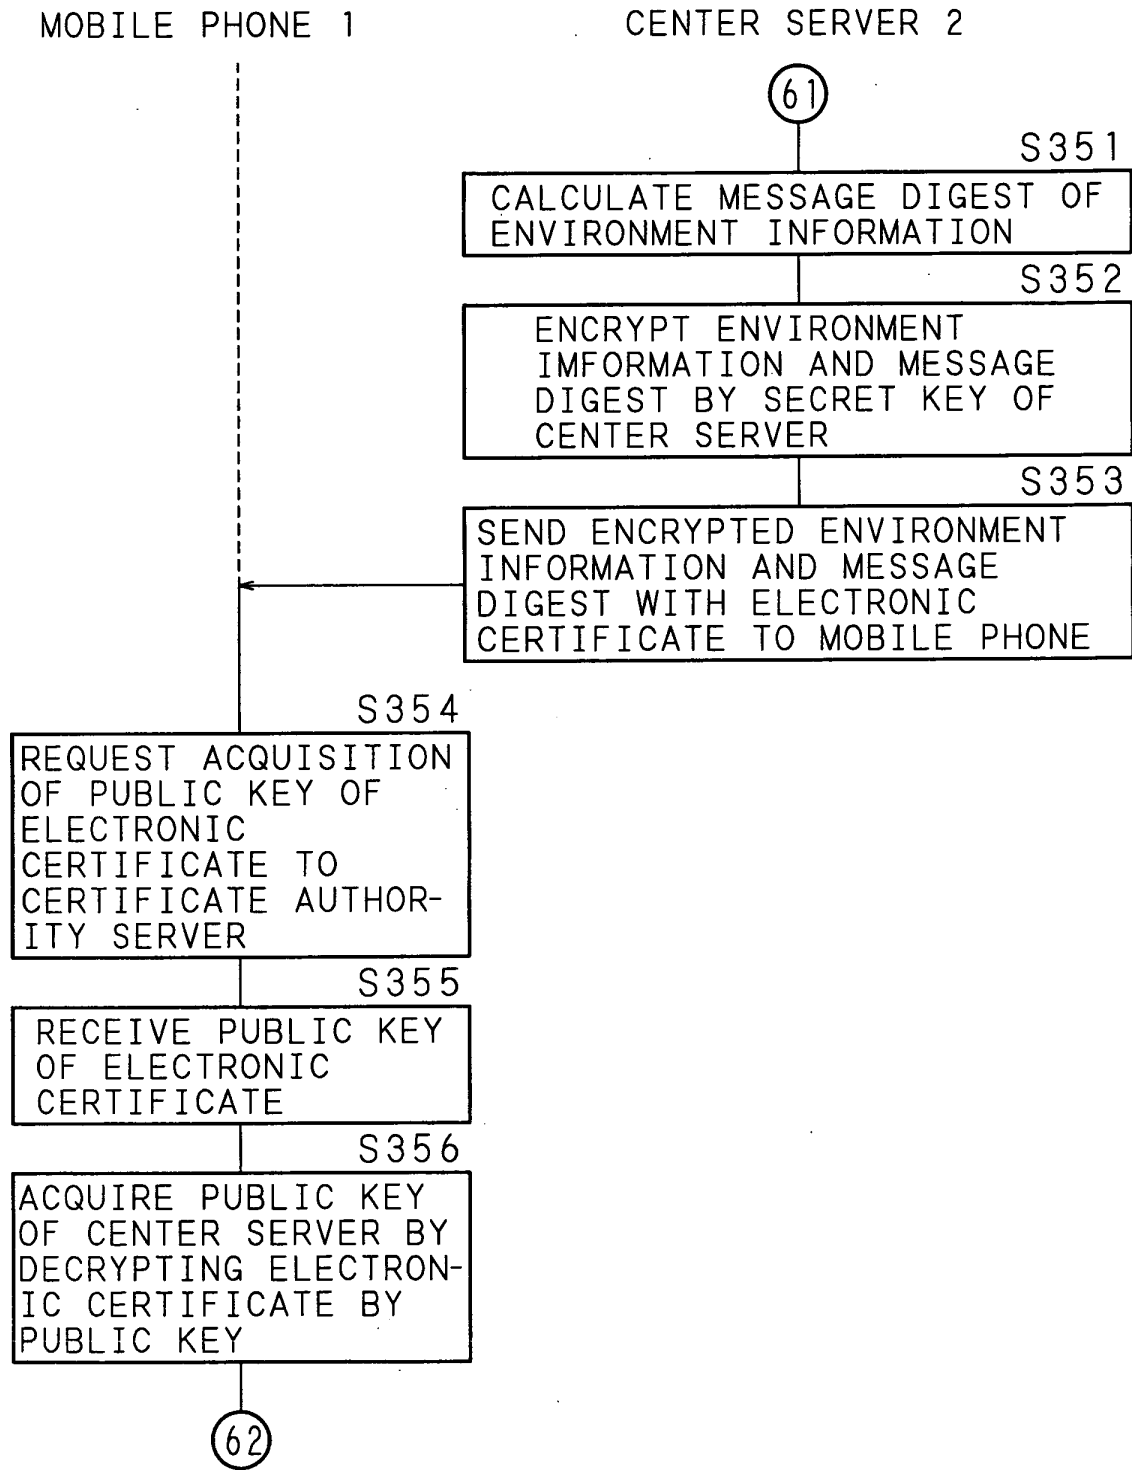 MOBILE PHONE 1
CENTER SERVER 2
61
S351
CALCULATE MESSAGE DIGEST OF
ENVIRONMENT INFORMATION
S352
ENCRYPT ENVIRONMENT
IMFORMATION AND MESSAGE
DIGEST BY SECRET KEY OF
CENTER SERVER
S353
SEND ENCRYPTED ENVIRONMENT
INFORMATION AND MESSAGE
DIGEST WITH ELECTRONIC
CERTIFICATE TO MOBILE PHONE
S354
REQUEST ACQUISITION
OF PUBLIC KEY OF
ELECTRONIC
CERTIFICATE TO
CERTIFICATE AUTHOR-
ITY SERVER
S355
RECEIVE PUBLIC KEY
OF ELECTRONIC
CERTIFICATE
S356
ACQUIRE PUBLIC KEY
OF CENTER SERVER BY
DECRYPTING ELECTRON-
IC CERTIFICATE BY
PUBLIC KEY
62